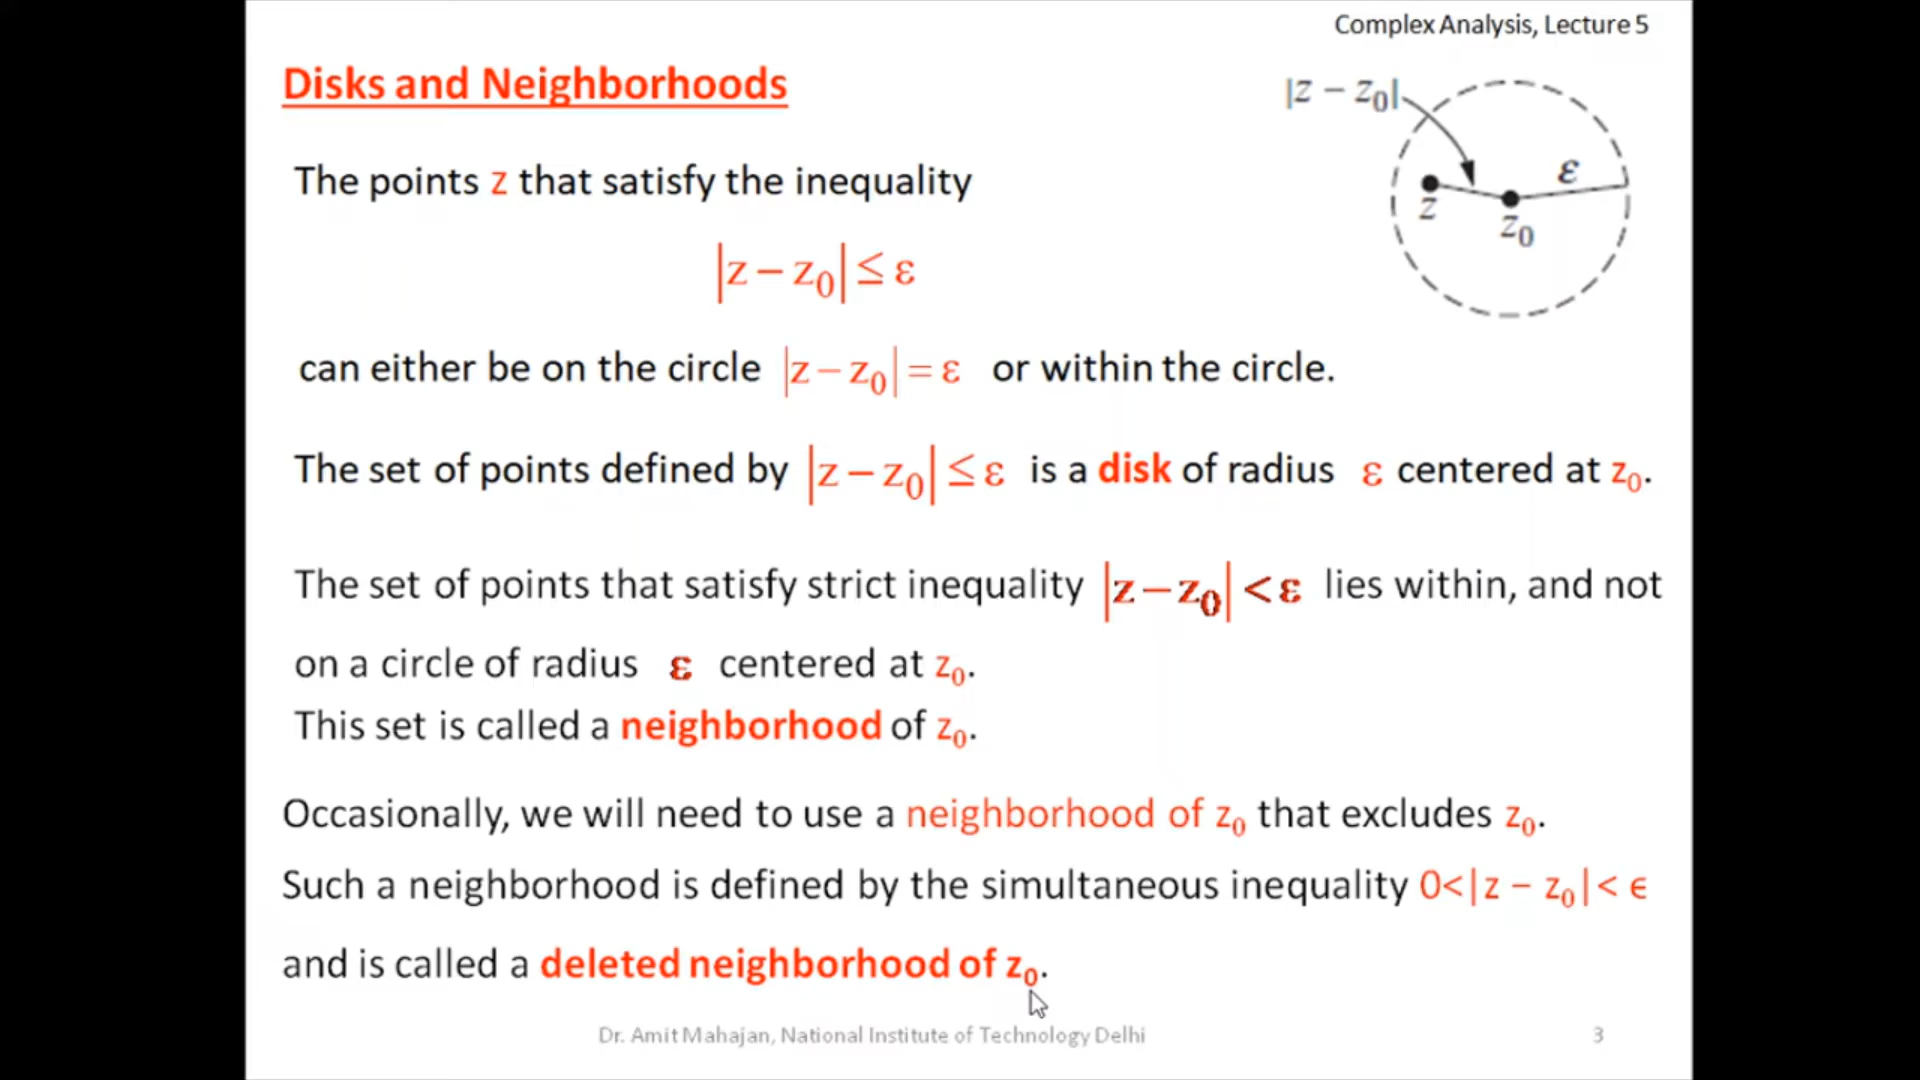 Complex Analysis, Lecture 5
Disks and Neighborhoods
|z − z₀|
ε
z
z₀
The points z that satisfy the inequality
|z − z₀| ≤ ε
can either be on the circle |z − z₀| = ε or within the circle.
The set of points defined by |z − z₀| ≤ ε is a disk of radius ε centered at z₀.
The set of points that satisfy strict inequality |z − z₀| < ε lies within, and not
on a circle of radius ε centered at z₀.
This set is called a neighborhood of z₀.
Occasionally, we will need to use a neighborhood of z₀ that excludes z₀.
Such a neighborhood is defined by the simultaneous inequality 0<|z − z₀|< ϵ
and is called a deleted neighborhood of z₀.
Dr. Amit Mahajan, National Institute of Technology Delhi
3